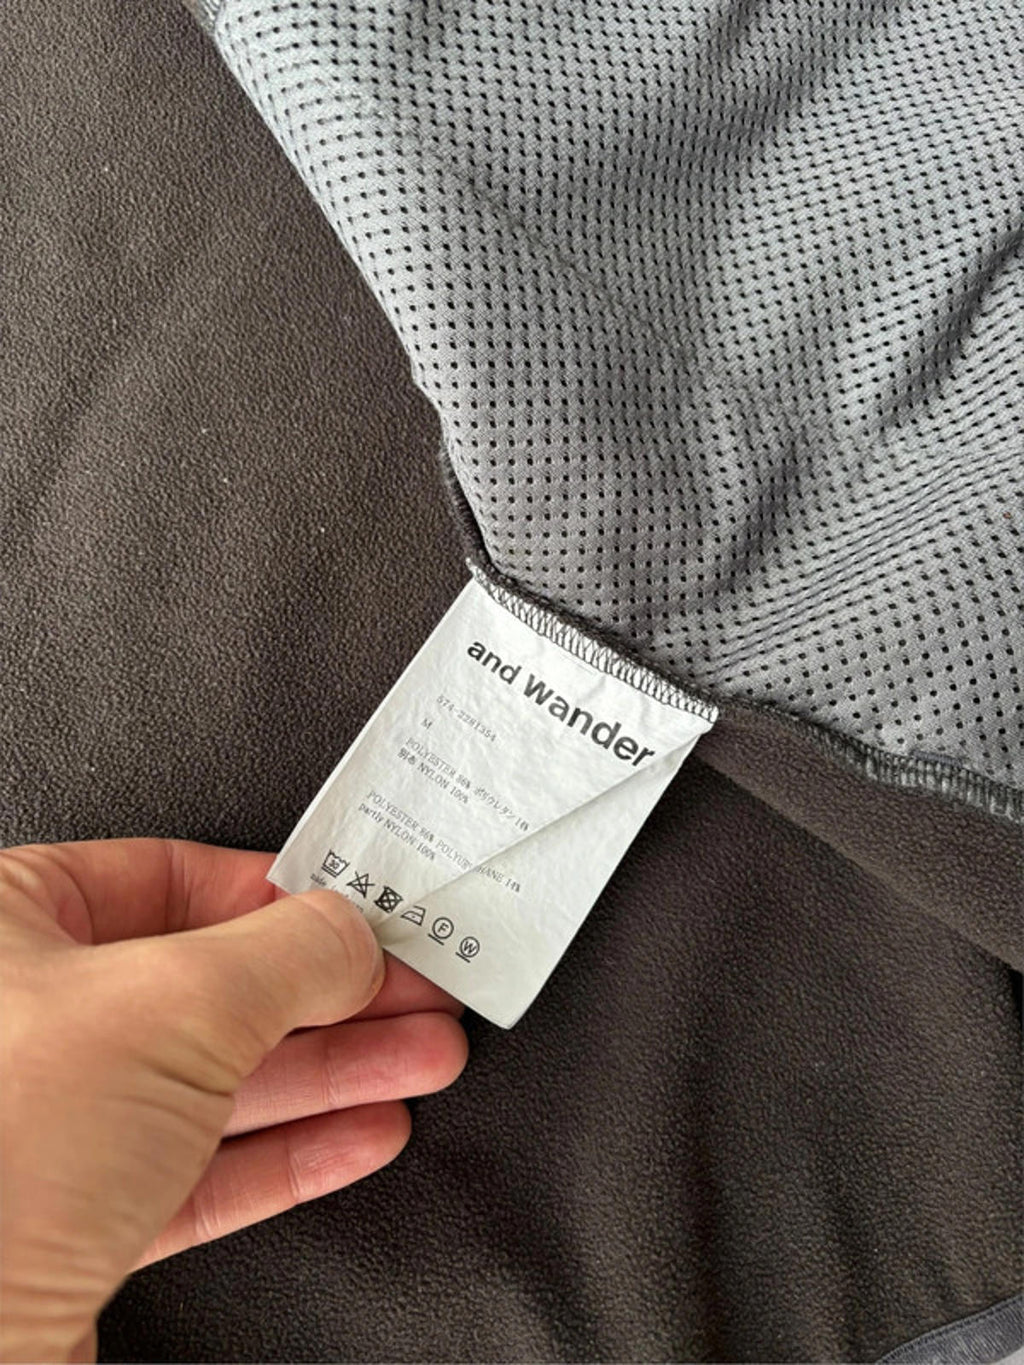 and wander
574-2281354
M
POLYESTER 86% ポリウレタン 14%
別布 NYLON 100%
POLYESTER 86% POLYURETHANE 14%
partly NYLON 100%
30
F
W